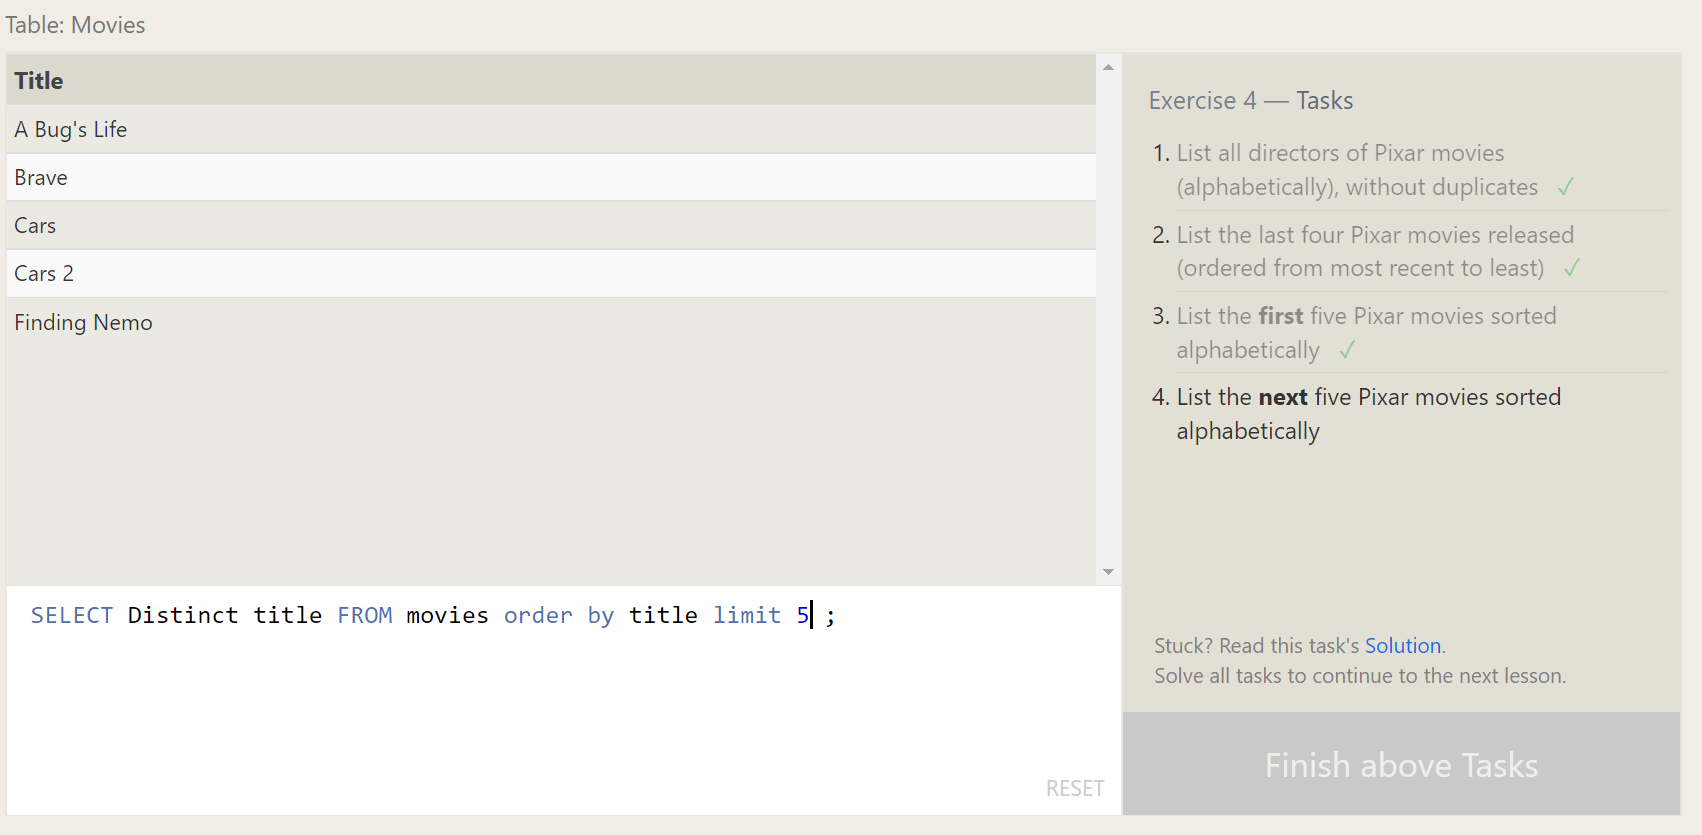 Table: Movies
Title
A Bug's Life
Brave
Cars
Cars 2
Finding Nemo
SELECT Distinct title FROM movies order by title limit 5 ;
RESET
Exercise 4 — Tasks
1. List all directors of Pixar movies
(alphabetically), without duplicates ✓
2. List the last four Pixar movies released
(ordered from most recent to least) ✓
3. List the first five Pixar movies sorted
alphabetically ✓
4. List the next five Pixar movies sorted
alphabetically
Stuck? Read this task's Solution.
Solve all tasks to continue to the next lesson.
Finish above Tasks